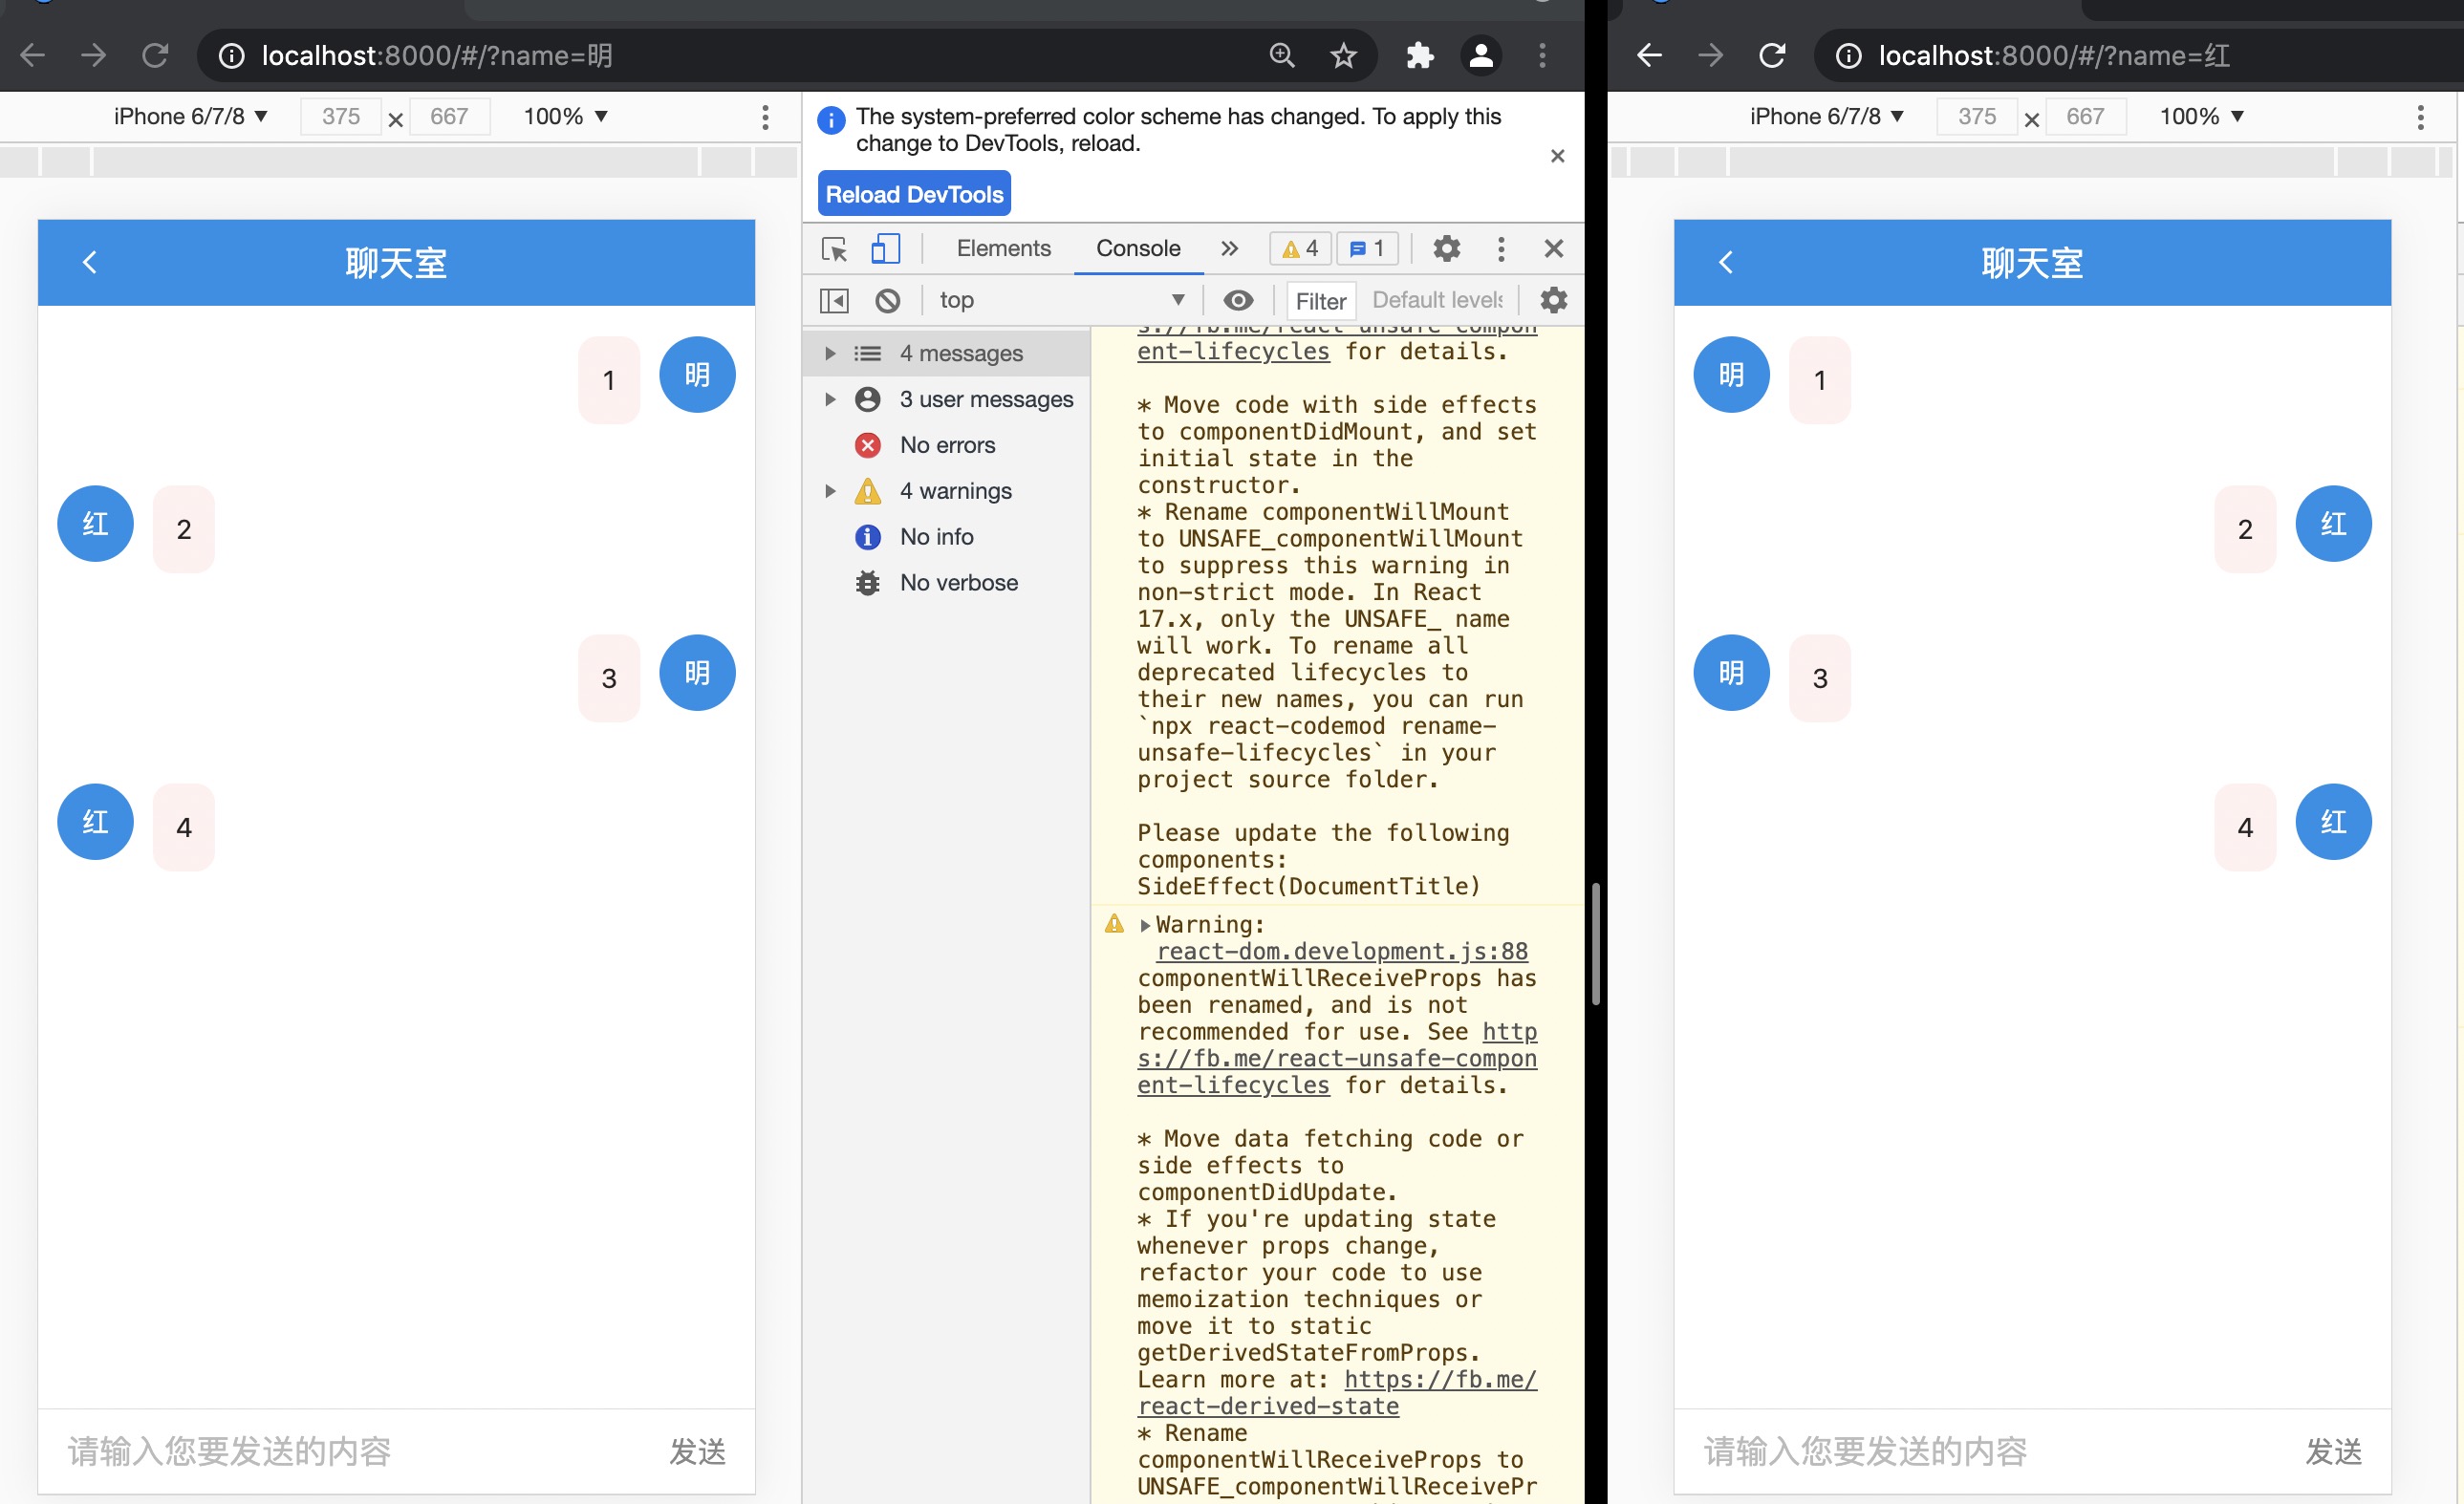 localhost:8000/#/?name=明
iPhone 6/7/8 ▼ 375 × 667 100% ▼
聊天室
1 明
红 2
3 明
红 4
请输入您要发送的内容 发送
The system-preferred color scheme has changed. To apply this
change to DevTools, reload.
Reload DevTools
Elements Console » 4 1
top ▼ Filter Default levels
4 messages
3 user messages
No errors
4 warnings
No info
No verbose
s://fb.me/react-unsafe-compon
ent-lifecycles for details.
* Move code with side effects
to componentDidMount, and set
initial state in the
constructor.
* Rename componentWillMount
to UNSAFE_componentWillMount
to suppress this warning in
non-strict mode. In React
17.x, only the UNSAFE_ name
will work. To rename all
deprecated lifecycles to
their new names, you can run
`npx react-codemod rename-
unsafe-lifecycles` in your
project source folder.
Please update the following
components:
SideEffect(DocumentTitle)
Warning:
react-dom.development.js:88
componentWillReceiveProps has
been renamed, and is not
recommended for use. See http
s://fb.me/react-unsafe-compon
ent-lifecycles for details.
* Move data fetching code or
side effects to
componentDidUpdate.
* If you're updating state
whenever props change,
refactor your code to use
memoization techniques or
move it to static
getDerivedStateFromProps.
Learn more at: https://fb.me/
react-derived-state
* Rename
componentWillReceiveProps to
UNSAFE_componentWillReceivePr
localhost:8000/#/?name=红
iPhone 6/7/8 ▼ 375 × 667 100% ▼
聊天室
明 1
2 红
明 3
4 红
请输入您要发送的内容 发送